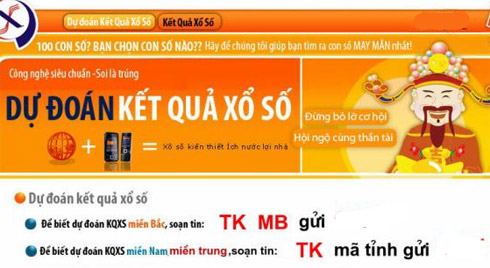 Dự đoán Kết Quả Xổ Số Kết Quả Xổ Số
100 CON SỐ? BẠN CHỌN CON SỐ NÀO?? Hãy để chúng tôi giúp bạn tìm ra con số MAY MẮN nhất!
Công nghệ siêu chuẩn -Soi là trúng
DỰ ĐOÁN KẾT QUẢ XỔ SỐ
Đừng bỏ lỡ cơ hội
Hội ngộ cùng thần tài
+ = Xổ số kiến thiết Ích nước lợi nhà
Dự đoán kết quả xổ số
Để biết dự đoán KQXS miền Bắc, soạn tin: TK MB gửi
Để biết dự đoán KQXS miền Nam, miền trung,soạn tin: TK mã tỉnh gửi